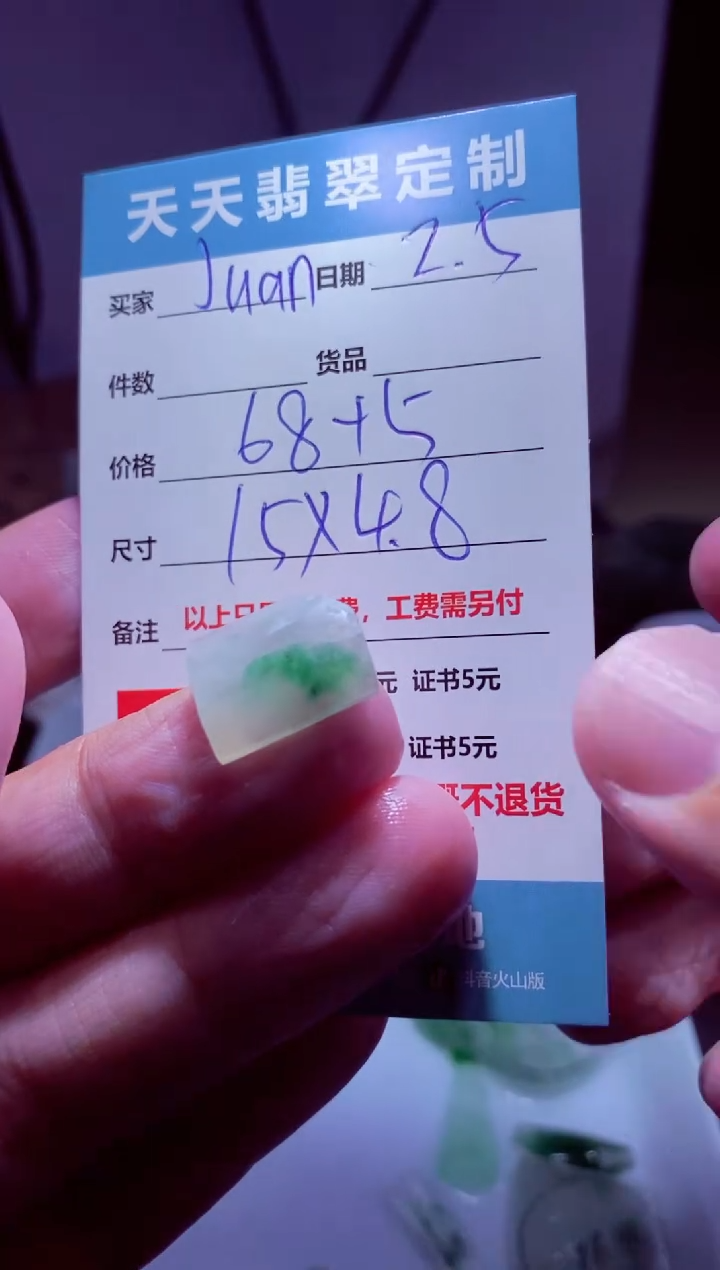 天天翡翠定制
买家 Juan 日期 2.5
件数 货品
价格 68+5
尺寸 15X4.8
备注 以上只 费，工费需另付
元 证书5元
证书5元
不退货
地
抖音火山版